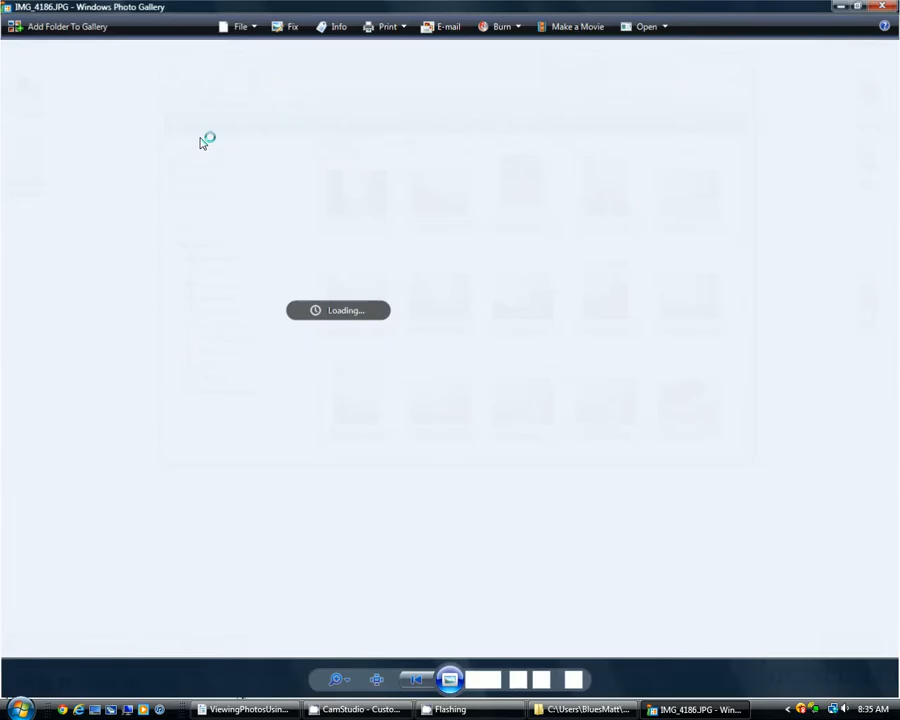 IMG_4186.JPG - Windows Photo Gallery
Add Folder To Gallery File Fix Info Print E-mail Burn Make a Movie Open
Loading...
ViewingPhotosUsin... CamStudio - Custo... Flashing C:\Users\BluesMatt\... IMG_4186.JPG - Win... 8:35 AM